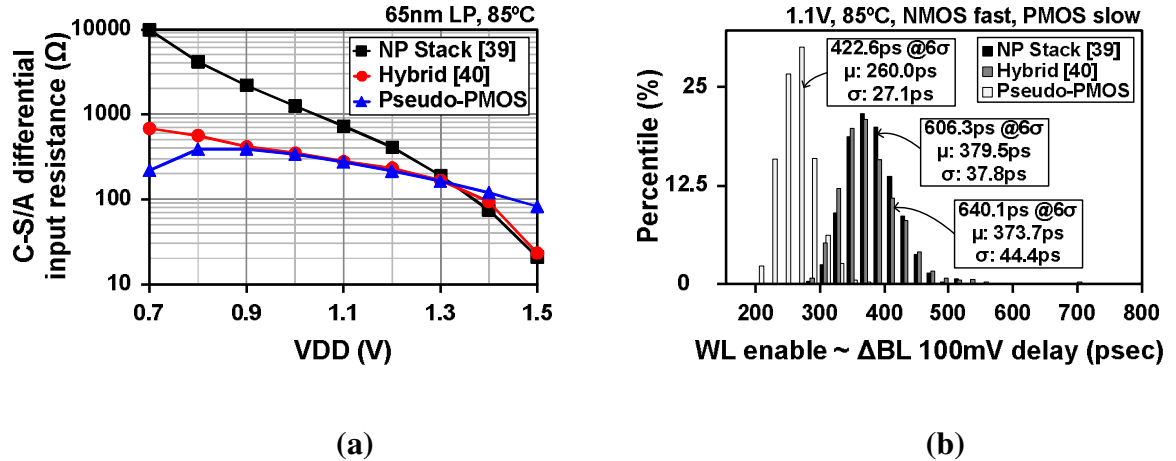 65nm LP, 85ºC
C-S/A differential
input resistance (Ω)
10000
1000
100
10
NP Stack [39]
Hybrid [40]
Pseudo-PMOS
0.7
0.9
1.1
1.3
1.5
VDD (V)
(a)
1.1V, 85ºC, NMOS fast, PMOS slow
Percentile (%)
25
12.5
0
422.6ps @6σ
μ: 260.0ps
σ: 27.1ps
NP Stack [39]
Hybrid [40]
Pseudo-PMOS
606.3ps @6σ
μ: 379.5ps
σ: 37.8ps
640.1ps @6σ
μ: 373.7ps
σ: 44.4ps
200
300
400
500
600
700
800
WL enable ~ ΔBL 100mV delay (psec)
(b)